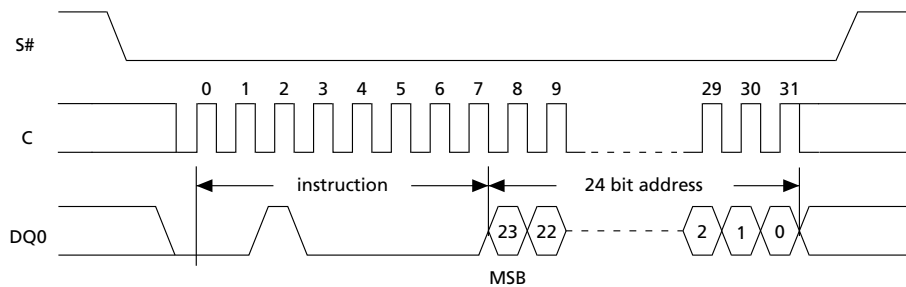 S#
0 1 2 3 4 5 6 7 8 9 29 30 31
C
instruction 24 bit address
DQ0 23 22 2 1 0
MSB